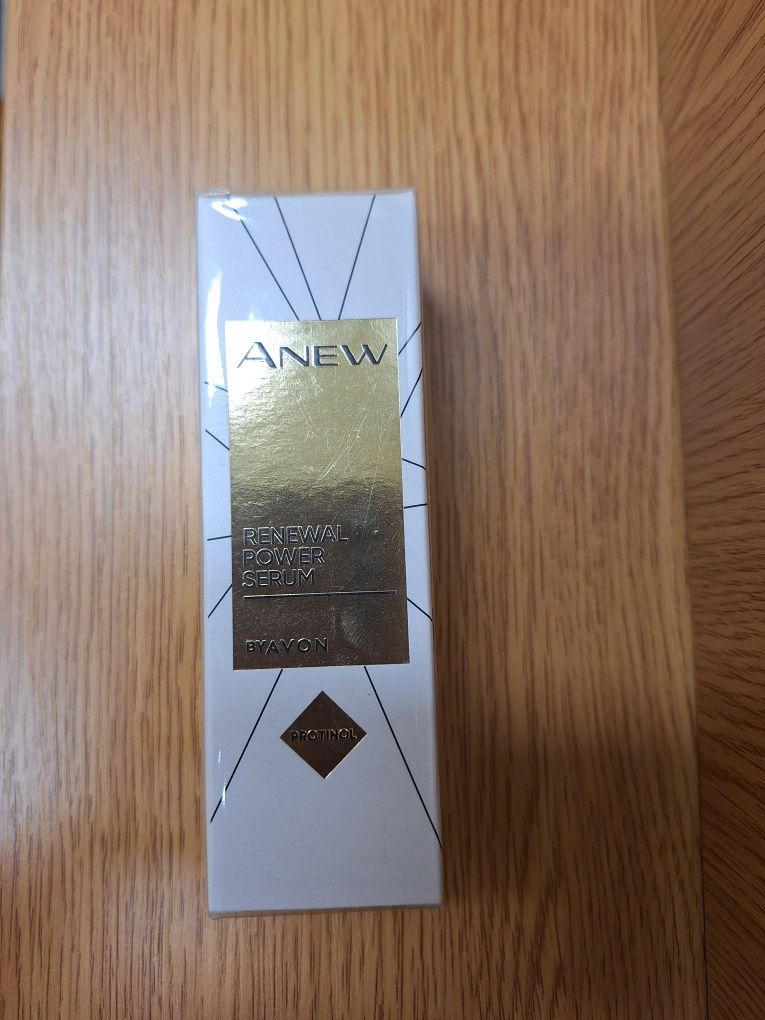 ANEW
RENEWAL
POWER
SERUM
BY AVON
PROTINOL